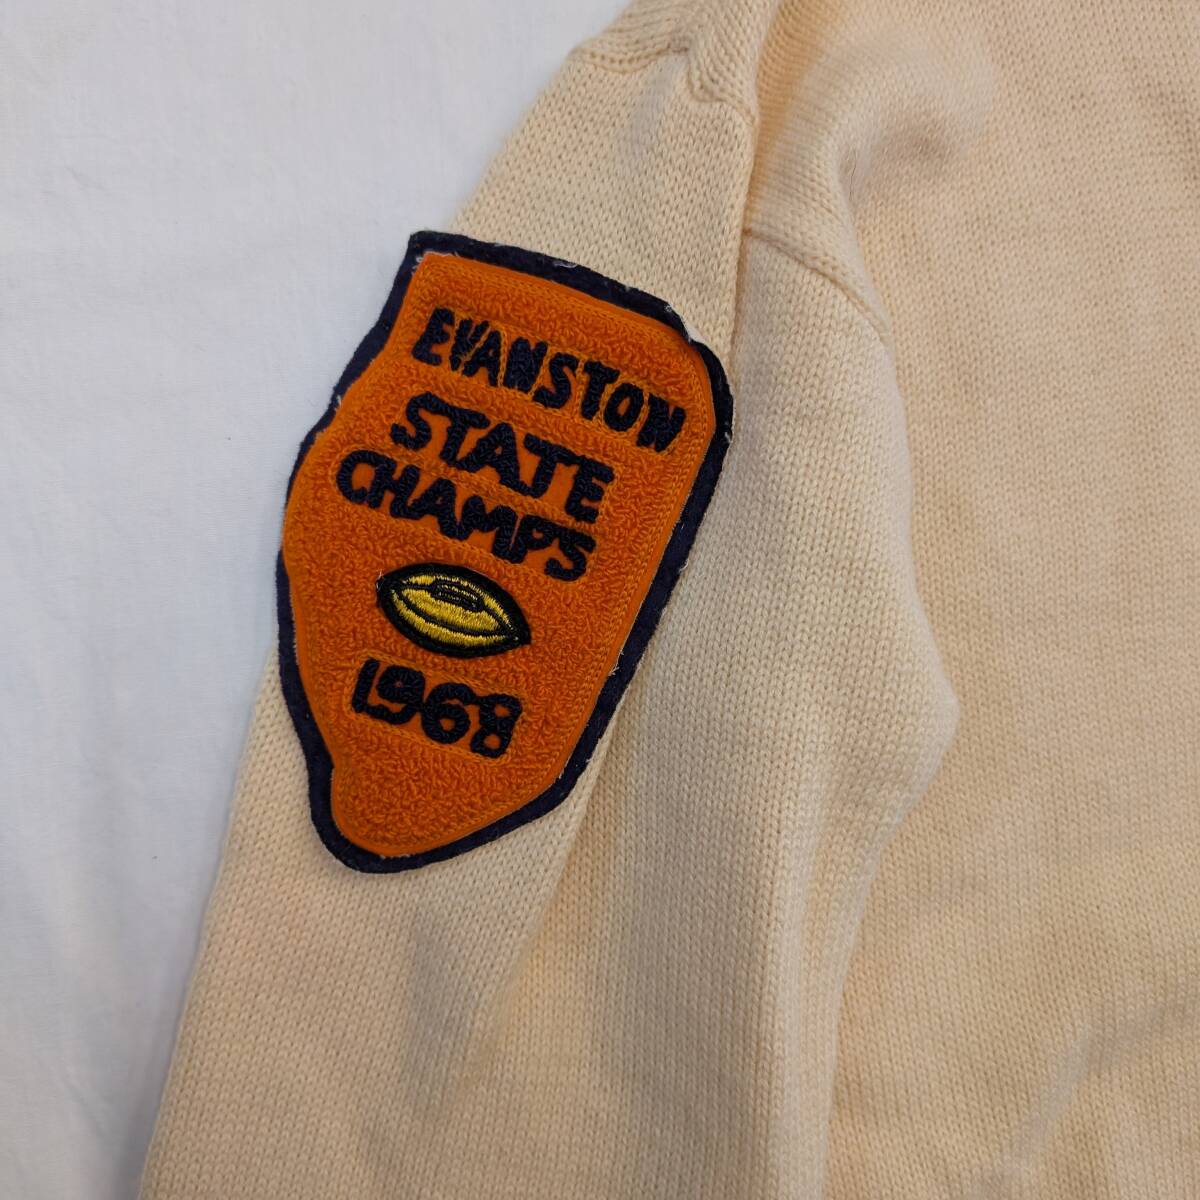 EVANSTON
STATE
CHAMPS
1968